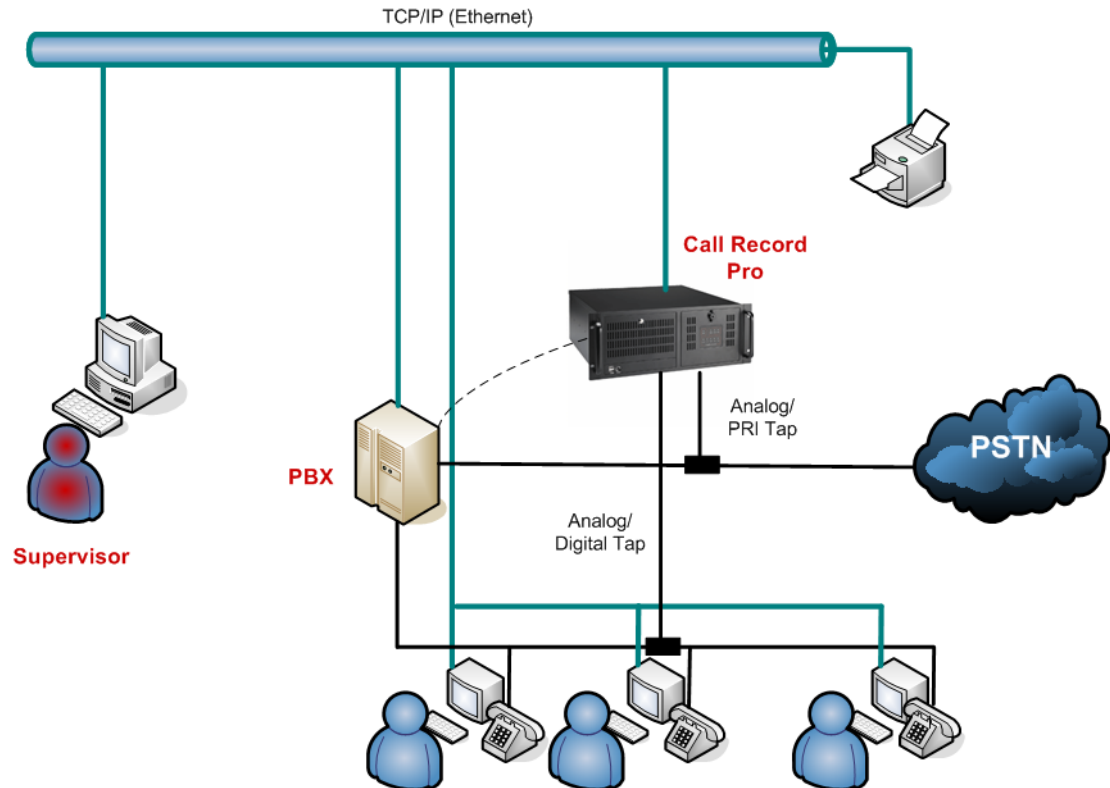 TCP/IP (Ethernet)
Call Record
Pro
Analog/
PRI Tap
PSTN
PBX
Analog/
Digital Tap
Supervisor